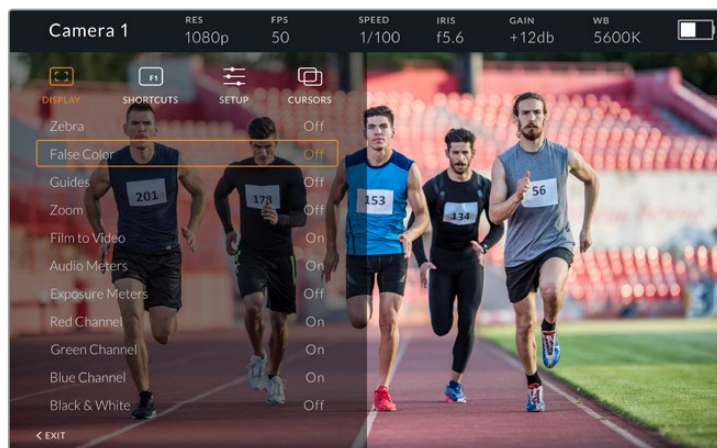 Camera 1
RES
1080p
FPS
50
SPEED
1/100
IRIS
f5.6
GAIN
+12db
WB
5600K
DISPLAY
F1
SHORTCUTS
SETUP
CURSORS
Zebra Off
False Color Off
Guides Off
Zoom Off
Film to Video On
Audio Meters On
Exposure Meters Off
Red Channel On
Green Channel On
Blue Channel On
Black & White Off
< EXIT
201
178
153
134
56